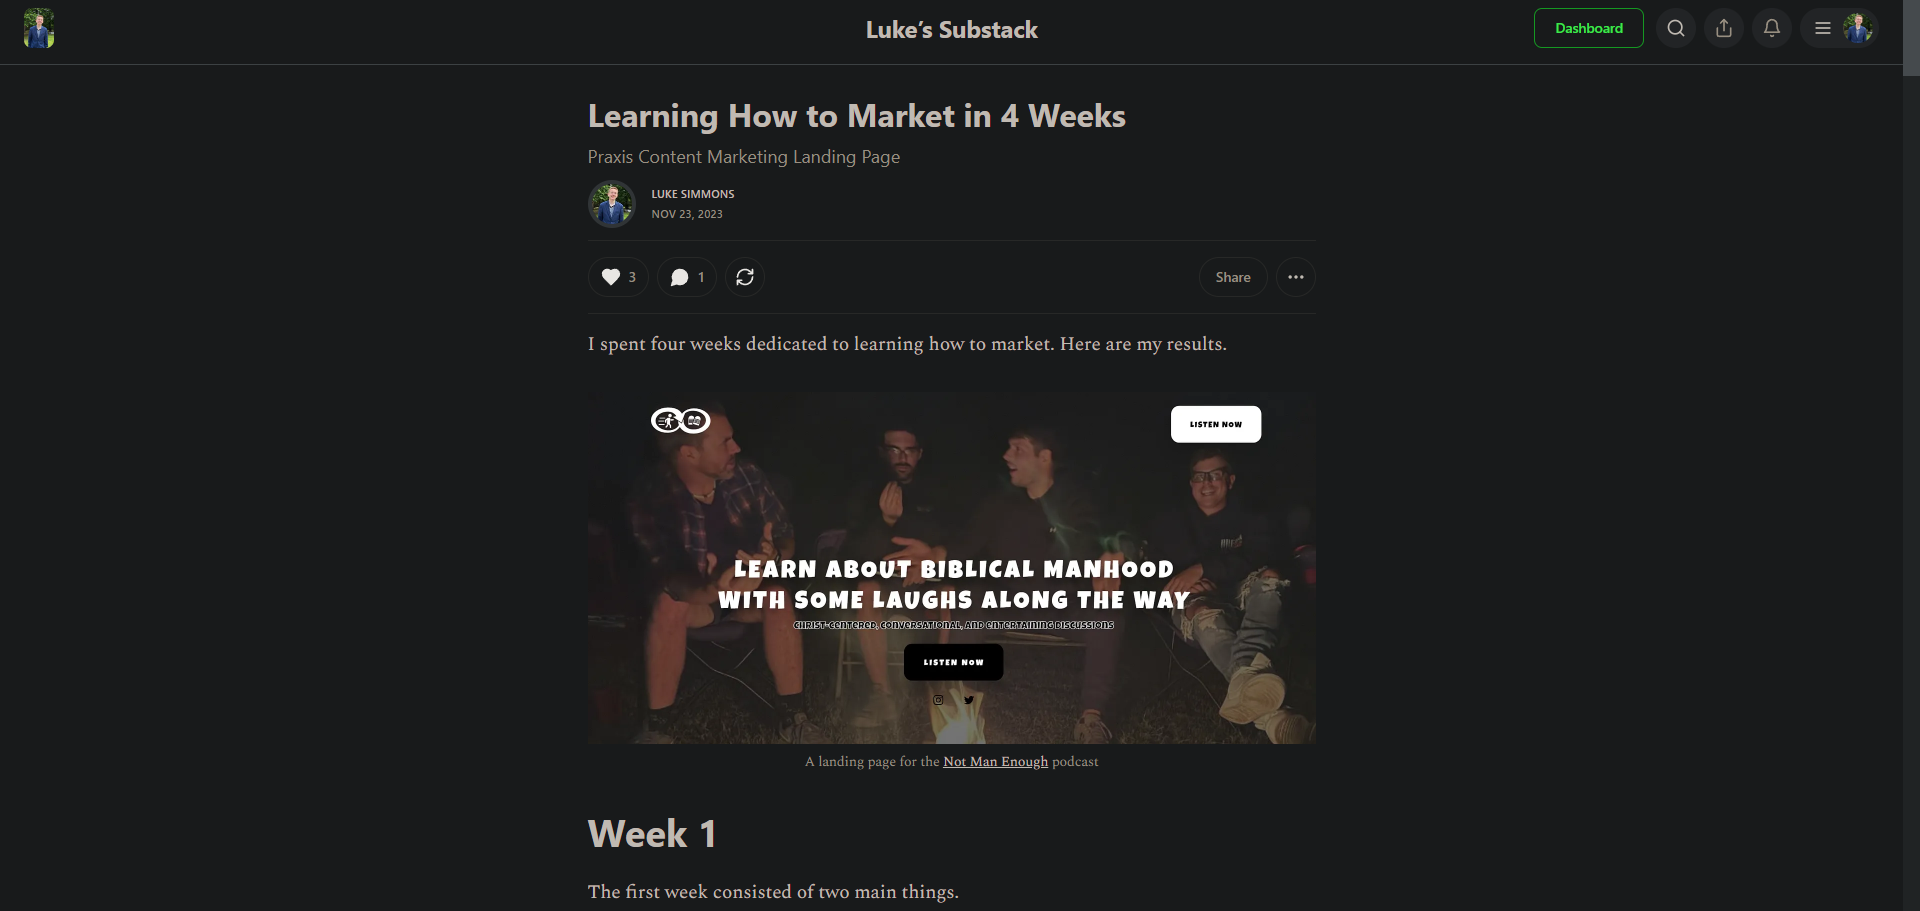 Luke’s Substack
Dashboard
Learning How to Market in 4 Weeks
Praxis Content Marketing Landing Page
LUKE SIMMONS
NOV 23, 2023
3
1
Share
I spent four weeks dedicated to learning how to market. Here are my results.
LISTEN NOW
LEARN ABOUT BIBLICAL MANHOOD
WITH SOME LAUGHS ALONG THE WAY
CHRIST-CENTERED, CONVERSATIONAL, AND ENTERTAINING DISCUSSIONS
LISTEN NOW
A landing page for the Not Man Enough podcast
Week 1
The first week consisted of two main things.